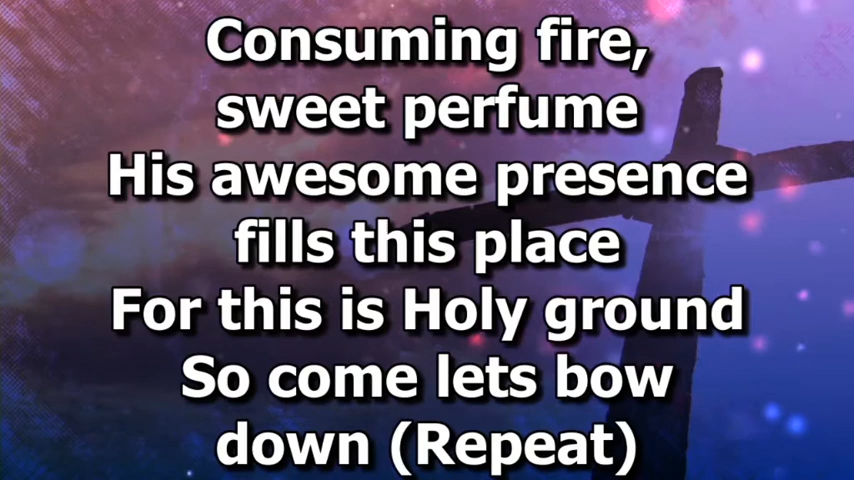 Consuming fire,
sweet perfume
His awesome presence
fills this place
For this is Holy ground
So come lets bow
down (Repeat)